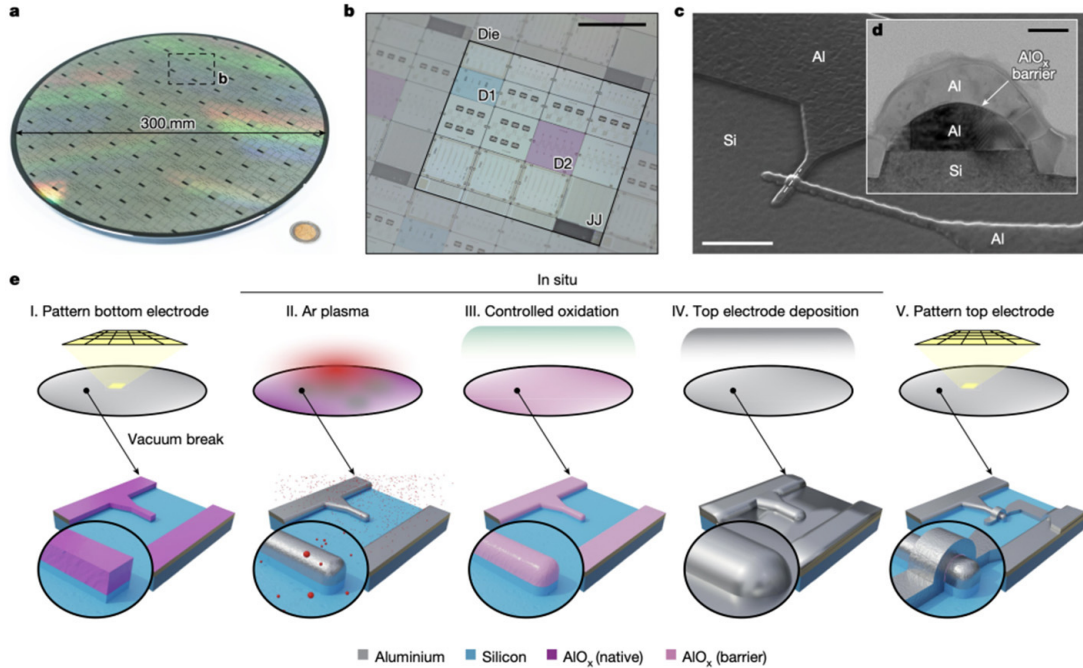 a
b
300 mm
b
Die
D1
D2
JJ
c
Al
Si
Al
d
AlOx
barrier
Al
Al
Si
e
In situ
I. Pattern bottom electrode
II. Ar plasma
III. Controlled oxidation
IV. Top electrode deposition
V. Pattern top electrode
Vacuum break
Aluminium
Silicon
AlOx (native)
AlOx (barrier)